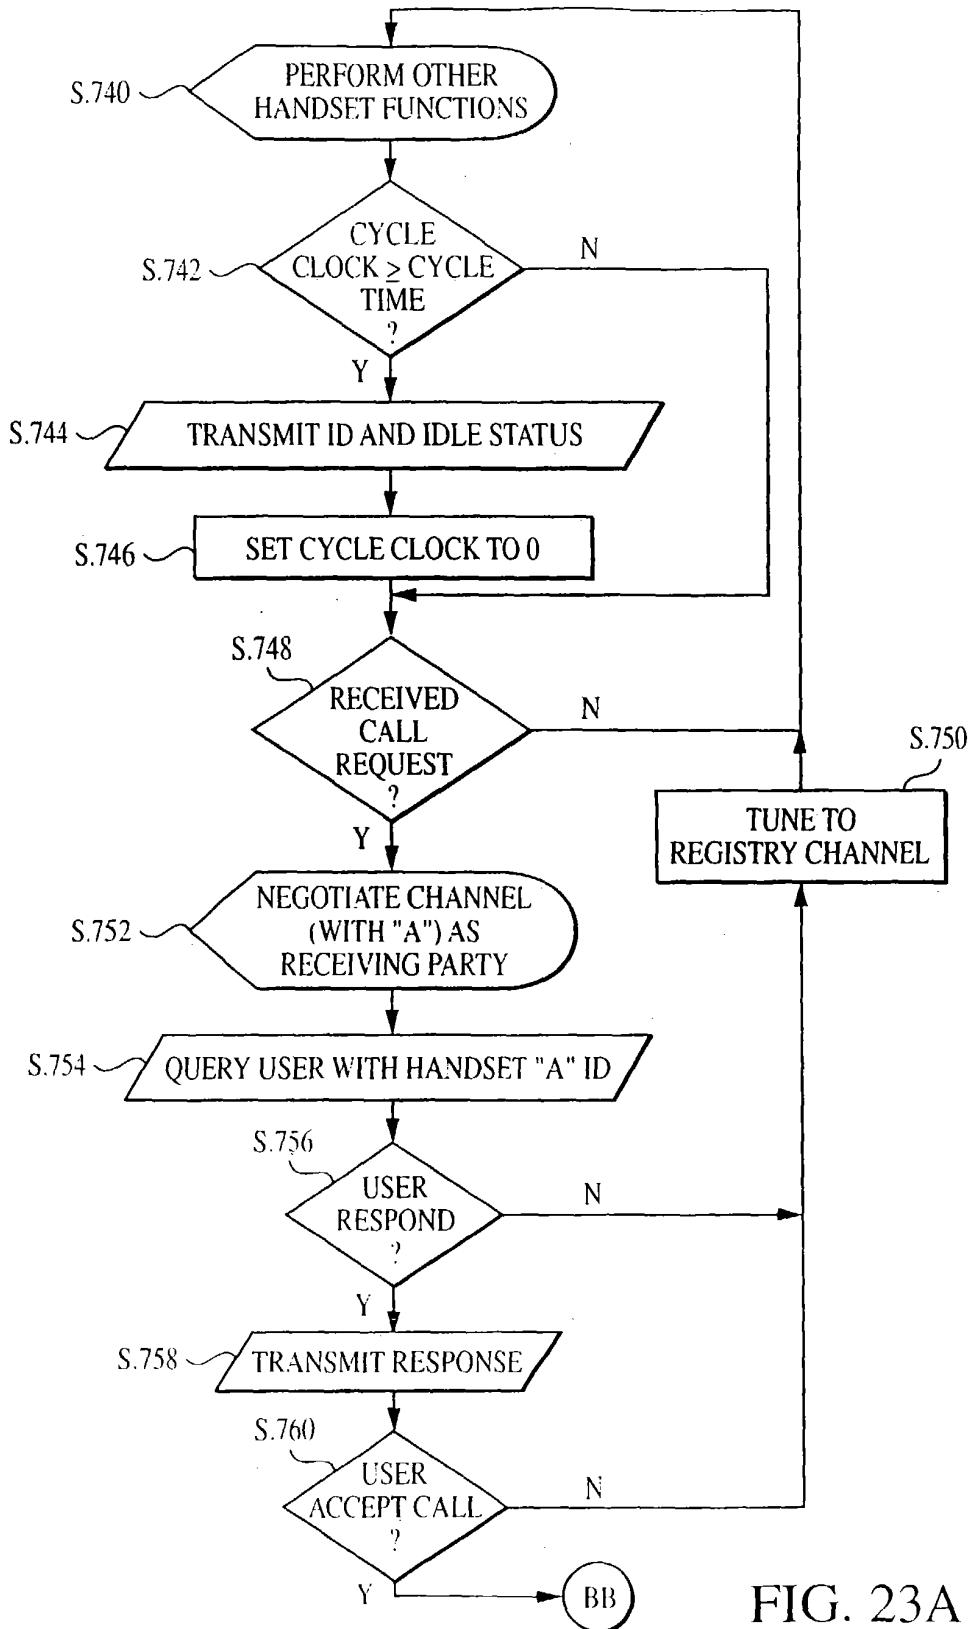 S.740
PERFORM OTHER
HANDSET FUNCTIONS
S.742
CYCLE
CLOCK ≥ CYCLE
TIME
?
N
Y
S.744
TRANSMIT ID AND IDLE STATUS
S.746
SET CYCLE CLOCK TO 0
S.748
RECEIVED
CALL
REQUEST
?
N
Y
S.750
TUNE TO
REGISTRY CHANNEL
S.752
NEGOTIATE CHANNEL
(WITH "A") AS
RECEIVING PARTY
S.754
QUERY USER WITH HANDSET "A" ID
S.756
USER
RESPOND
?
N
Y
S.758
TRANSMIT RESPONSE
S.760
USER
ACCEPT CALL
?
N
Y
BB
FIG. 23A